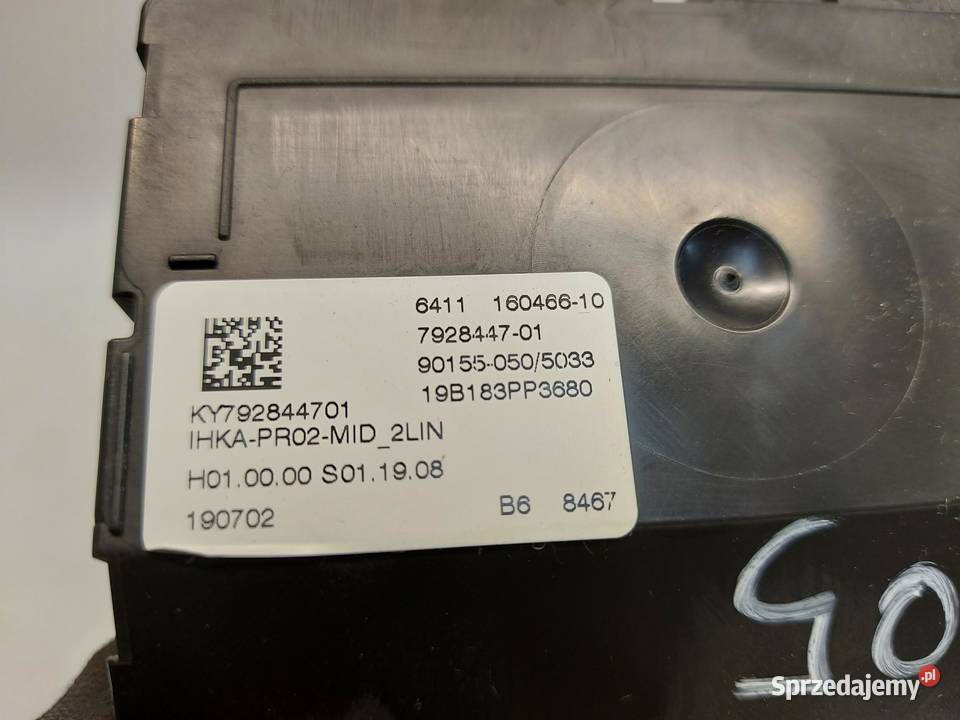 6411 160466-10
7928447-01
90155-050/5033
19B183PP3680
KY792844701
IHKA-PR02-MID_2LIN
H01.00.00 S01.19.08
190702 B6 8467
Sprzedajemy.pl